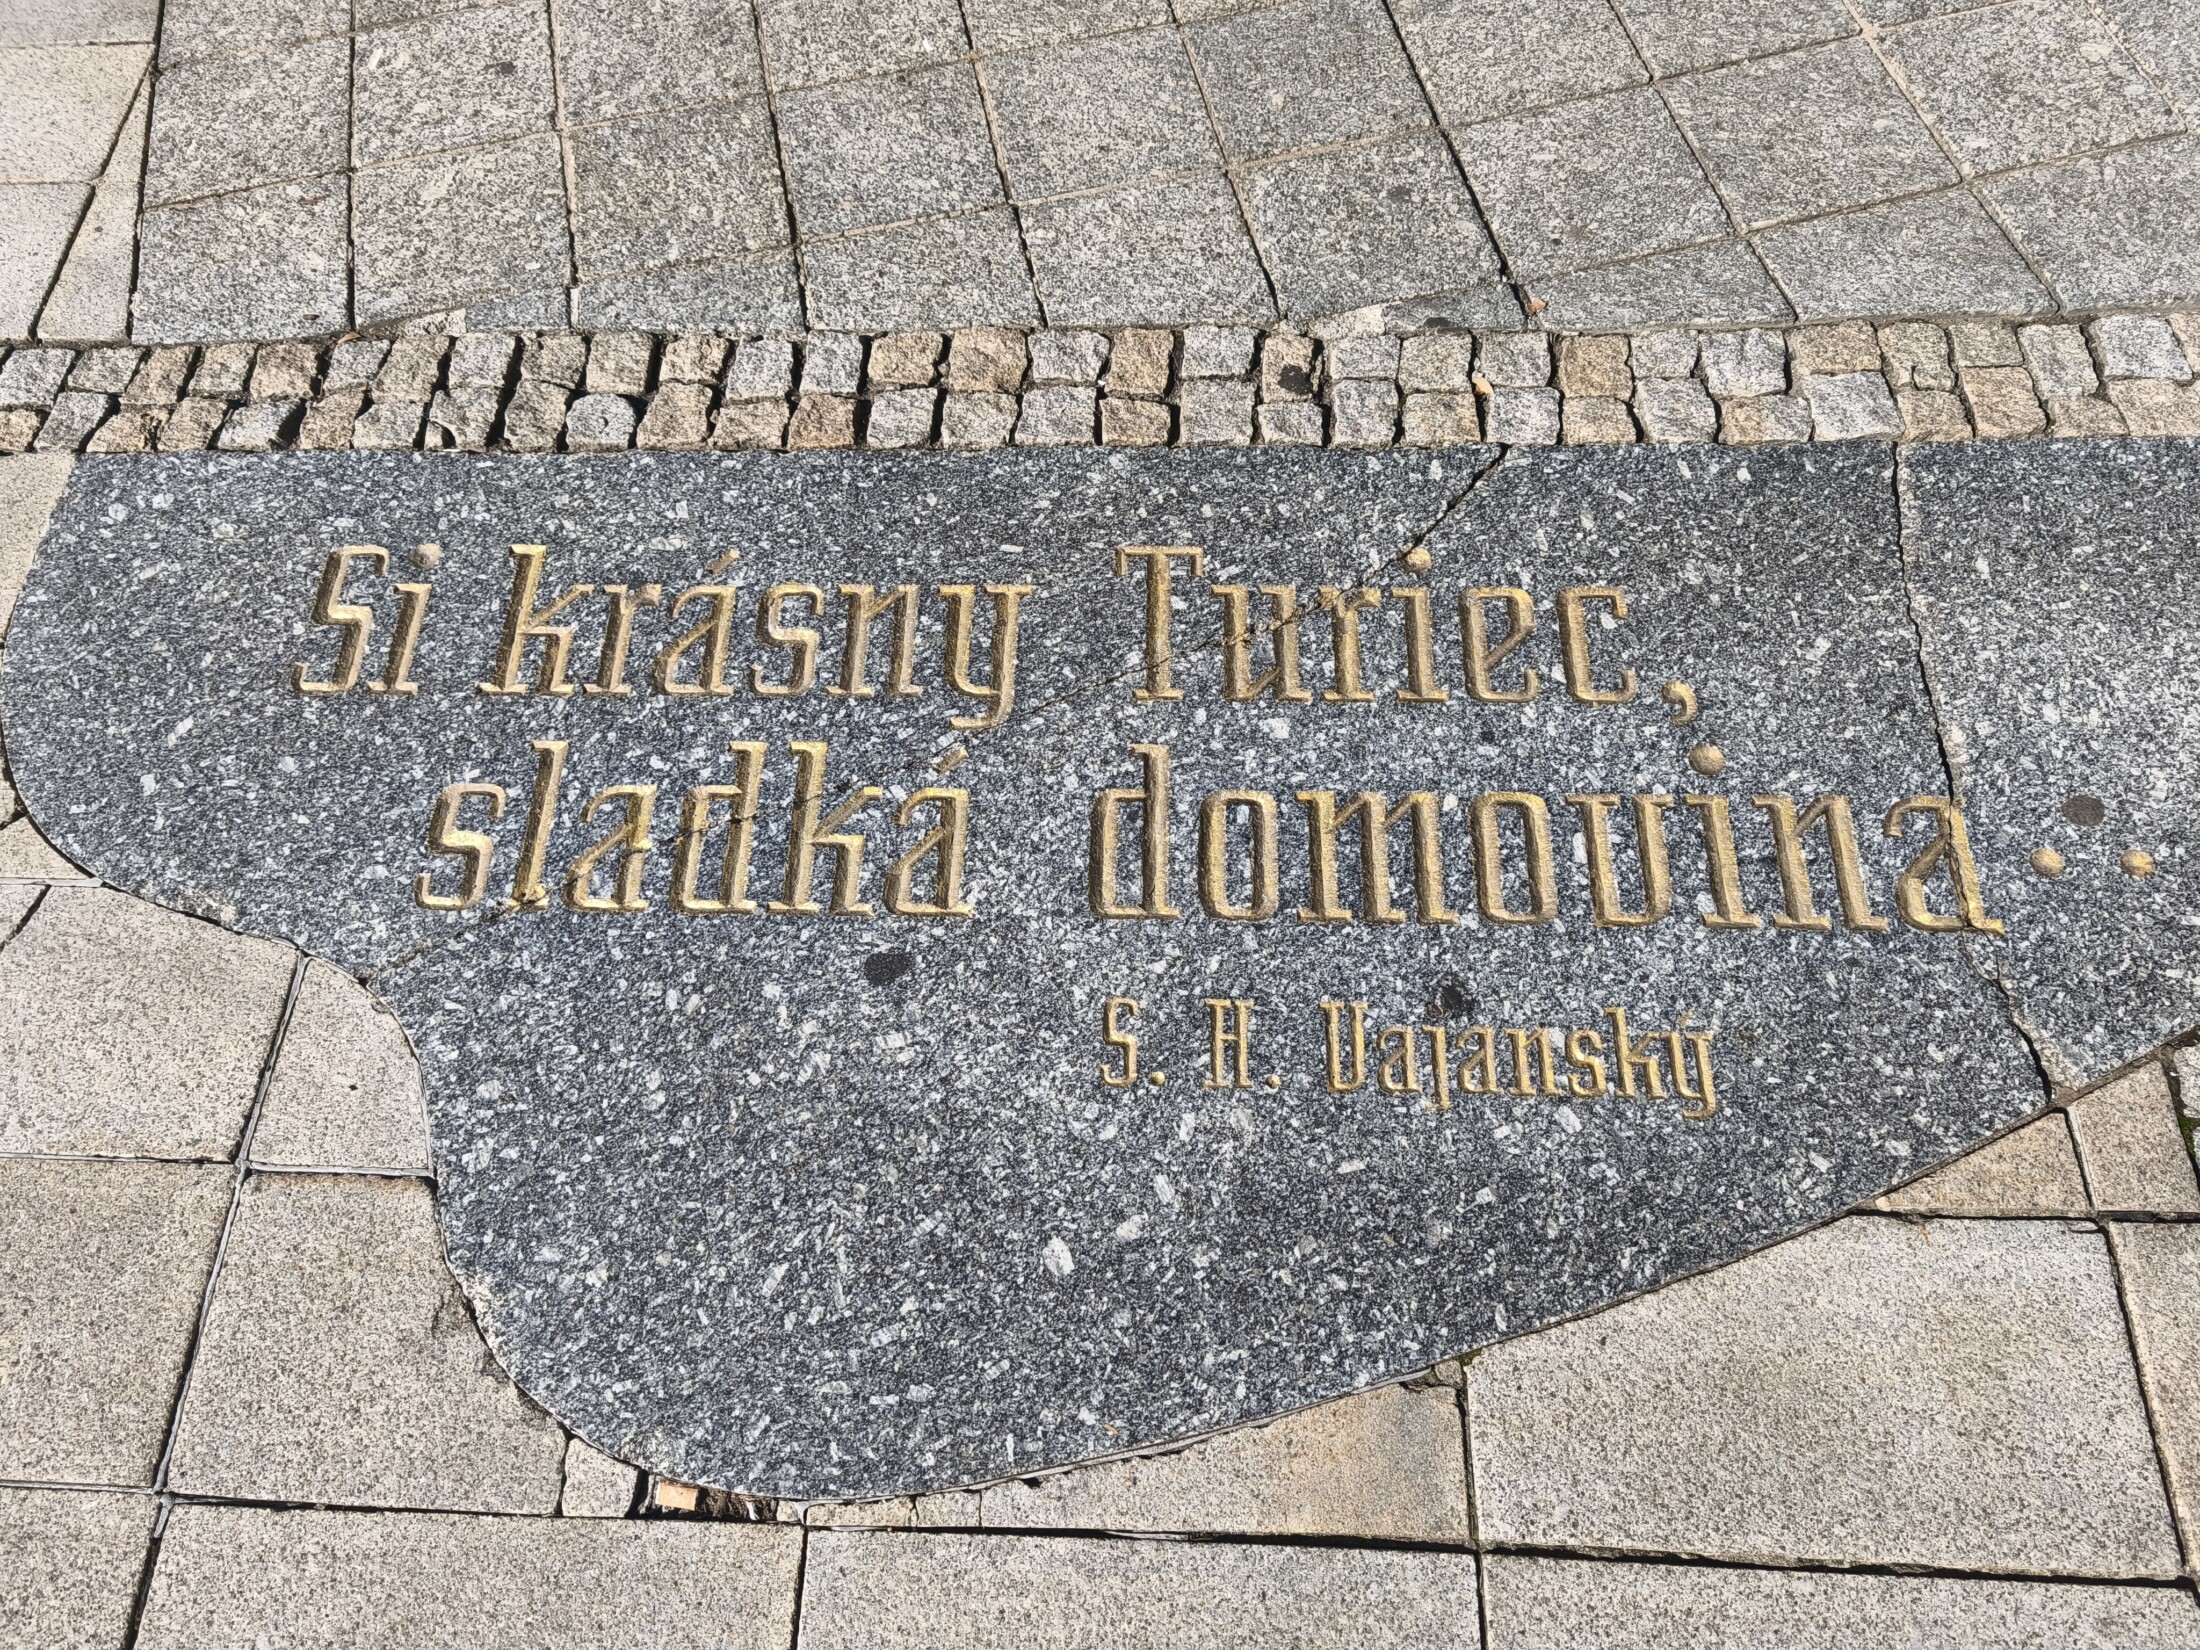 Si krásny Turiec,
sladká domovina..
S. H. Vajanský